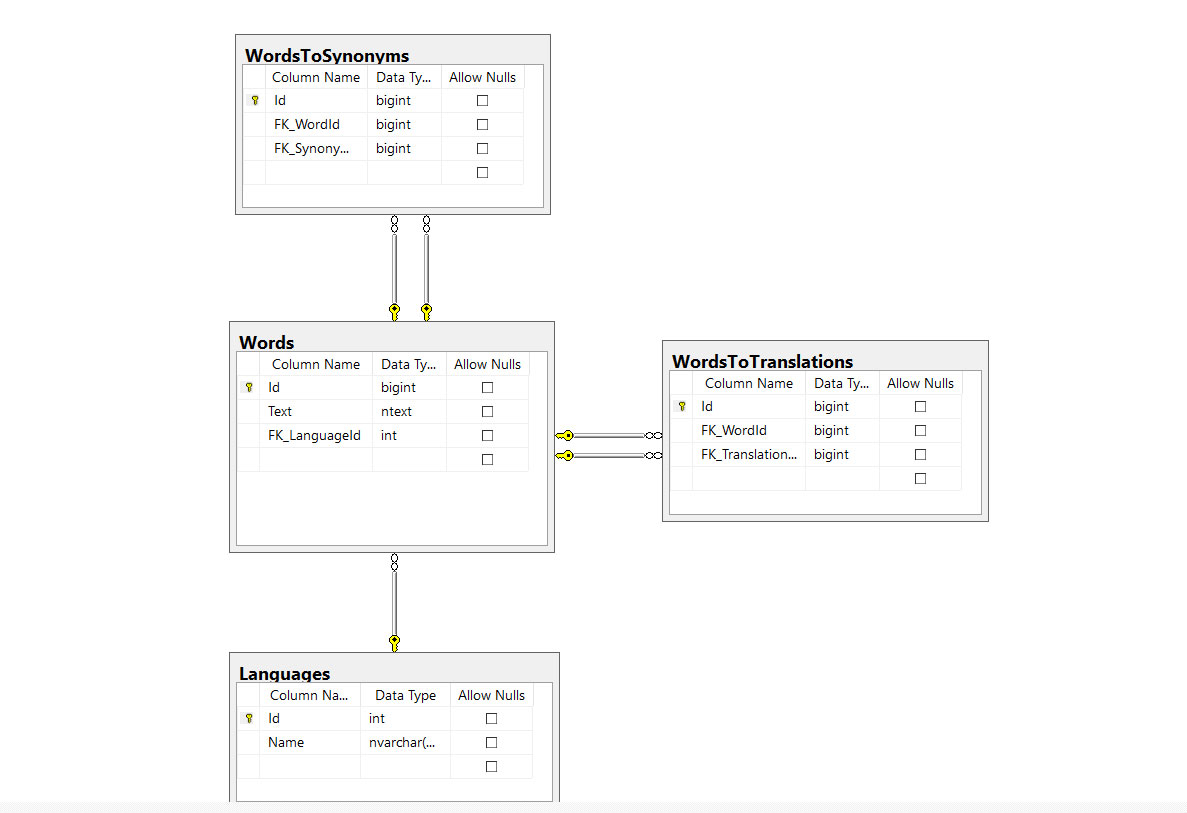 WordsToSynonyms
Column Name Data Ty... Allow Nulls
Id bigint
FK_WordId bigint
FK_Synony... bigint
Words
Column Name Data Ty... Allow Nulls
Id bigint
Text ntext
FK_LanguageId int
WordsToTranslations
Column Name Data Ty... Allow Nulls
Id bigint
FK_WordId bigint
FK_Translation... bigint
Languages
Column Na... Data Type Allow Nulls
Id int
Name nvarchar(...